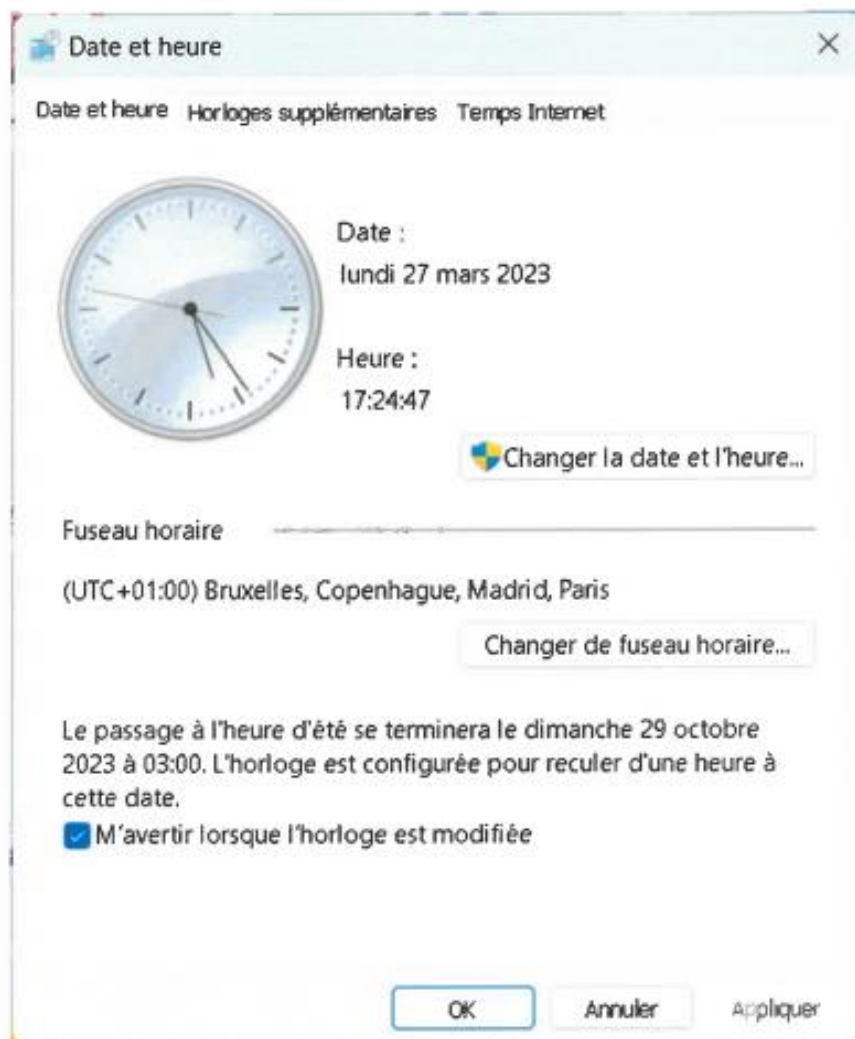 Date et heure
Date et heure Horloges supplémentaires Temps Internet
Date :
lundi 27 mars 2023
Heure :
17:24:47
Changer la date et l'heure...
Fuseau horaire
(UTC+01:00) Bruxelles, Copenhague, Madrid, Paris
Changer de fuseau horaire...
Le passage à l'heure d'été se terminera le dimanche 29 octobre
2023 à 03:00. L'horloge est configurée pour reculer d'une heure à
cette date.
M'avertir lorsque l'horloge est modifiée
OK Annuler Appliquer